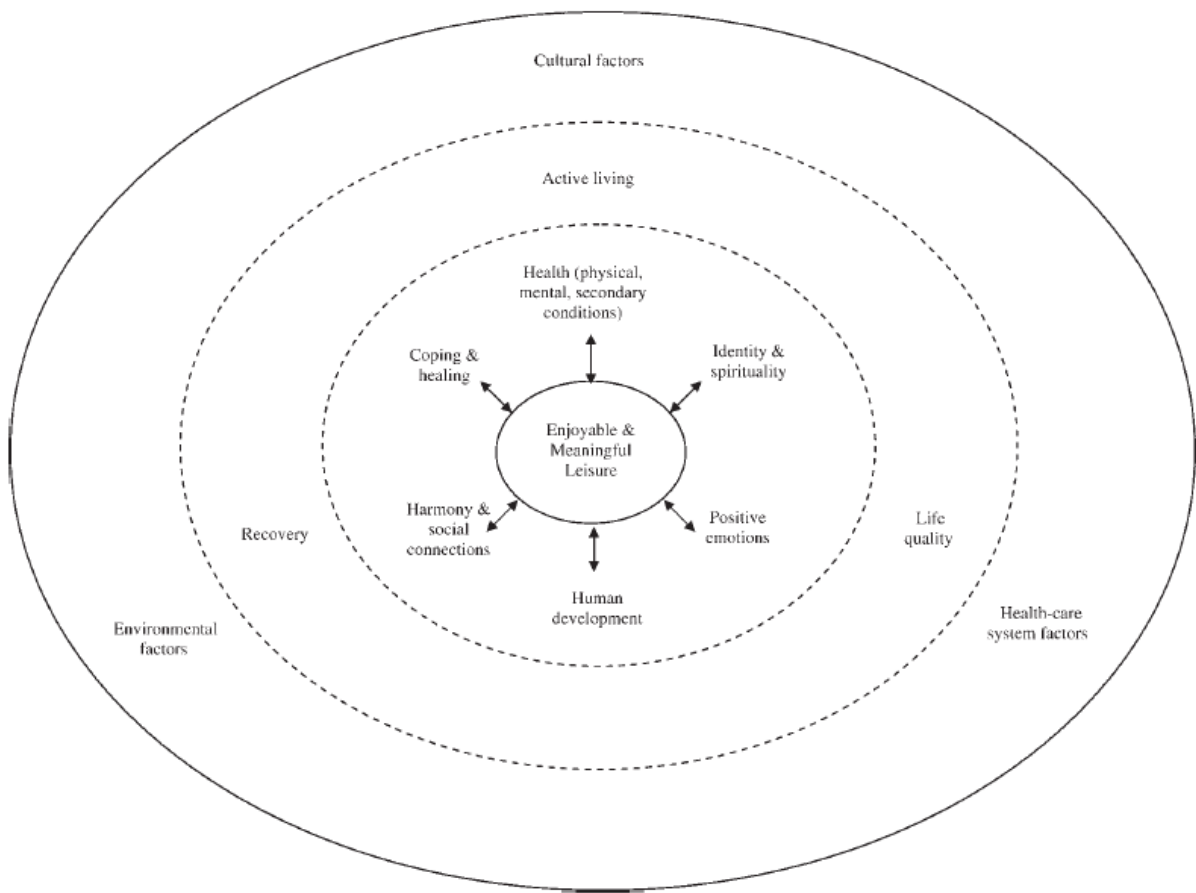 Cultural factors
Active living
Health (physical,
mental, secondary
conditions)
Coping &
healing
Identity &
spirituality
Enjoyable &
Meaningful
Leisure
Harmony &
social
connections
Positive
emotions
Recovery
Life
quality
Human
development
Environmental
factors
Health-care
system factors